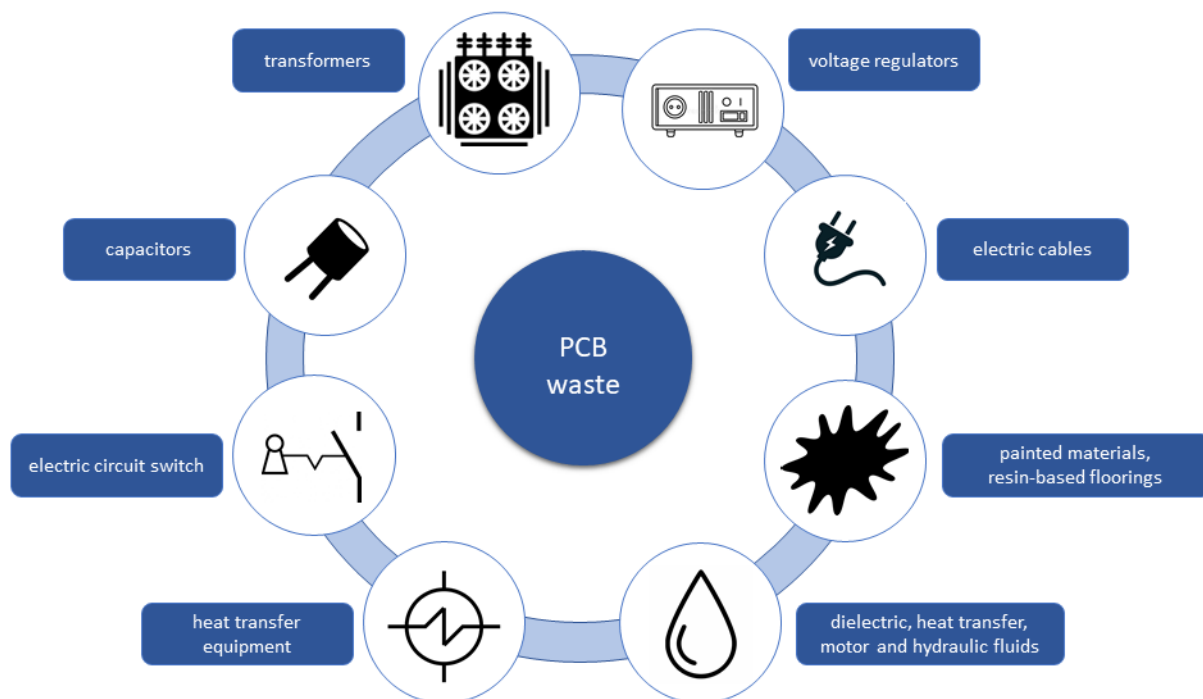 transformers
voltage regulators
capacitors
electric cables
PCB
waste
electric circuit switch
painted materials,
resin-based floorings
heat transfer
equipment
dielectric, heat transfer,
motor and hydraulic fluids